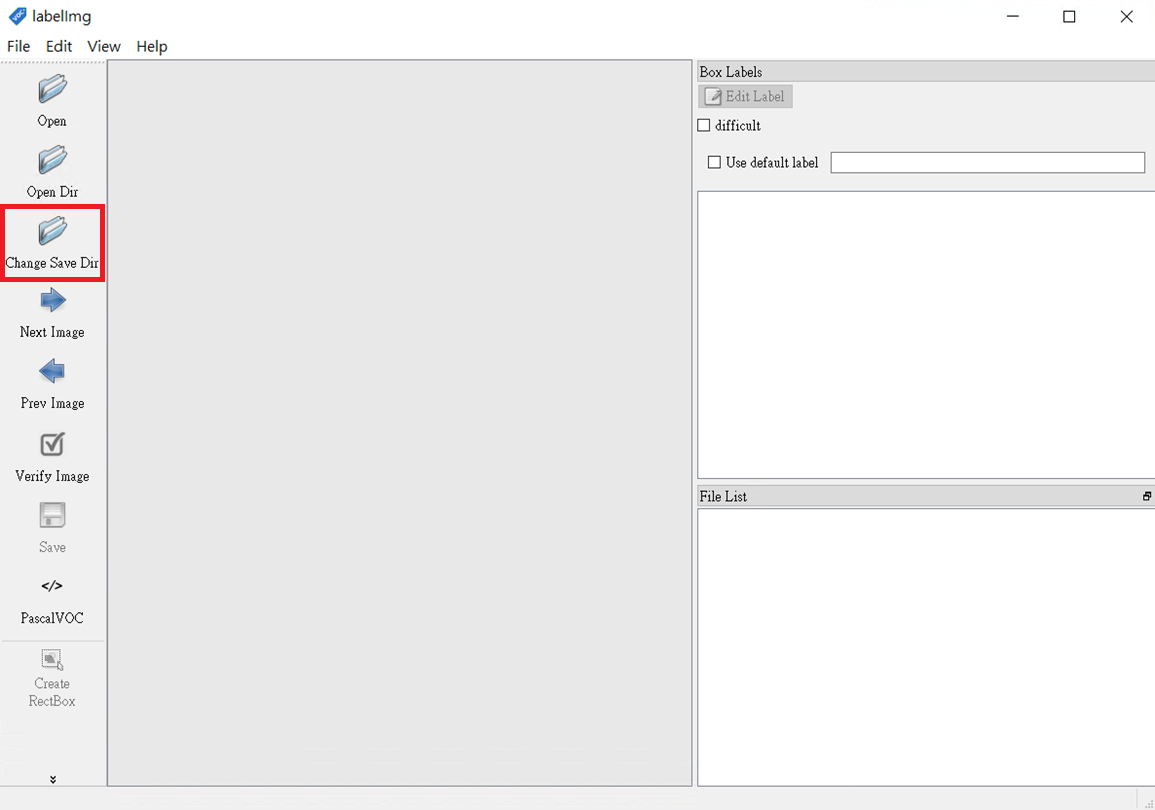 labelImg
File Edit View Help
Open
Open Dir
Change Save Dir
Next Image
Prev Image
Verify Image
Save
</>
PascalVOC
Create
RectBox
Box Labels
Edit Label
difficult
Use default label
File List